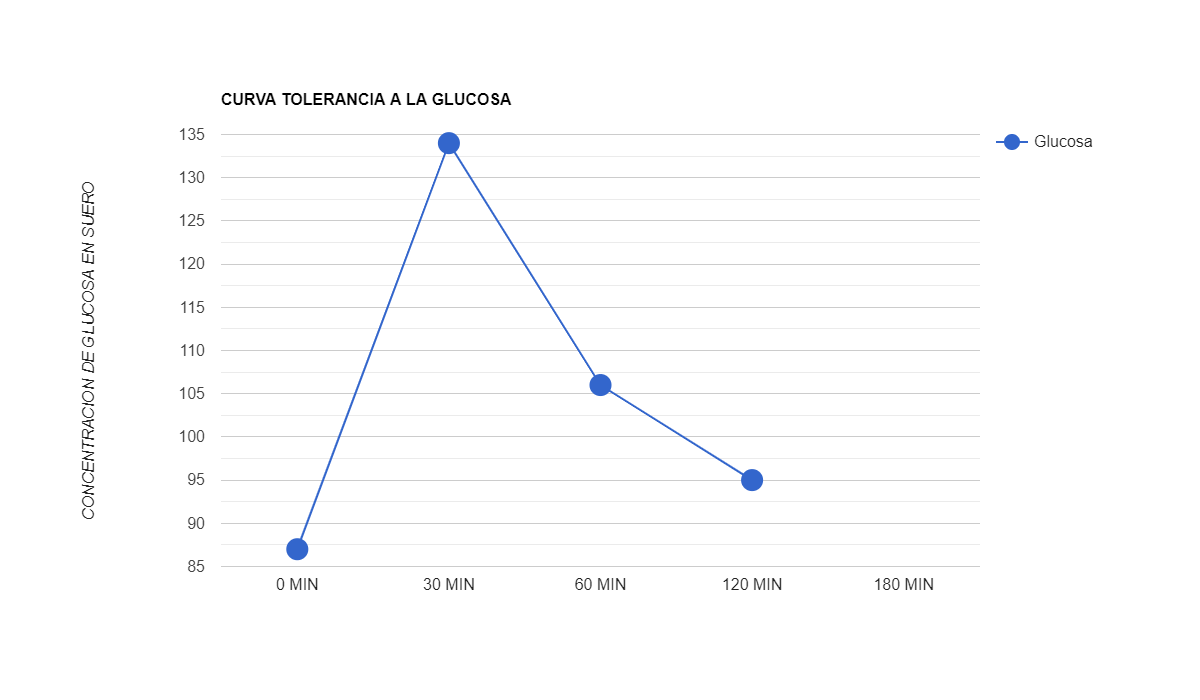 CURVA TOLERANCIA A LA GLUCOSA
Glucosa
CONCENTRACION DE GLUCOSA EN SUERO
135
130
125
120
115
110
105
100
95
90
85
0 MIN
30 MIN
60 MIN
120 MIN
180 MIN